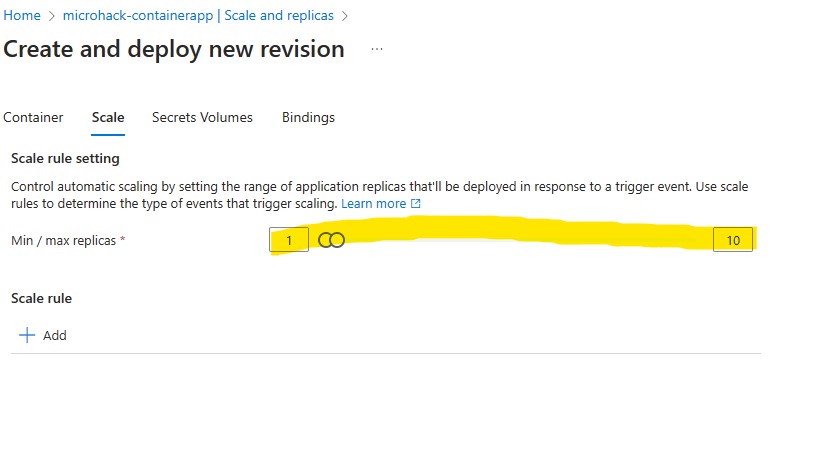 Home > microhack-containerapp | Scale and replicas >
Create and deploy new revision ...
Container Scale Secrets Volumes Bindings
Scale rule setting
Control automatic scaling by setting the range of application replicas that'll be deployed in response to a trigger event. Use scale
rules to determine the type of events that trigger scaling. Learn more
Min / max replicas * 1 10
Scale rule
+ Add